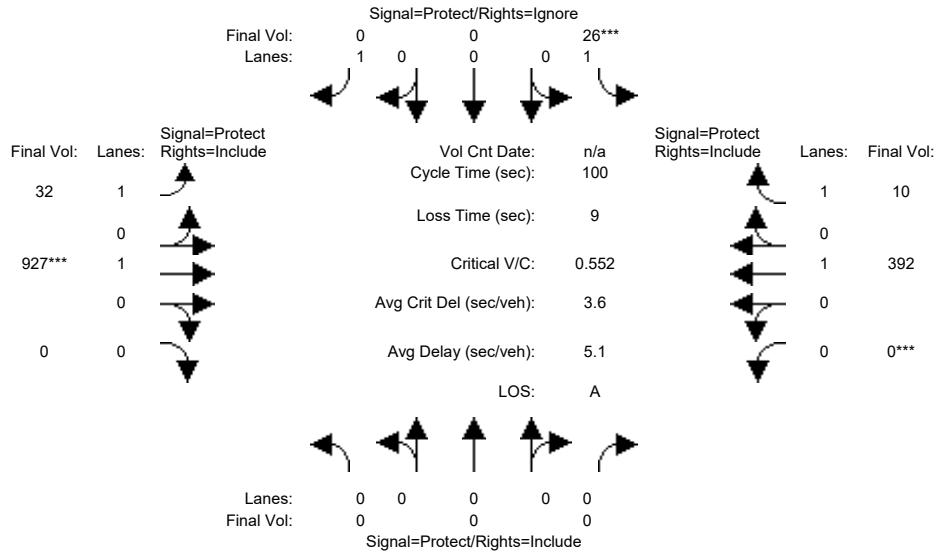 Signal=Protect/Rights=Ignore
Final Vol: 0 0 26***
Lanes: 1 0 0 0 1
Signal=Protect
Final Vol: Lanes: Rights=Include
Vol Cnt Date: n/a
Signal=Protect
Rights=Include Lanes: Final Vol:
Cycle Time (sec): 100
32 1
1 10
Loss Time (sec): 9
0
0
927*** 1
Critical V/C: 0.552
1 392
0
Avg Crit Del (sec/veh): 3.6
0
0 0
Avg Delay (sec/veh): 5.1
0 0***
LOS: A
Lanes: 0 0 0 0 0
Final Vol: 0 0 0
Signal=Protect/Rights=Include